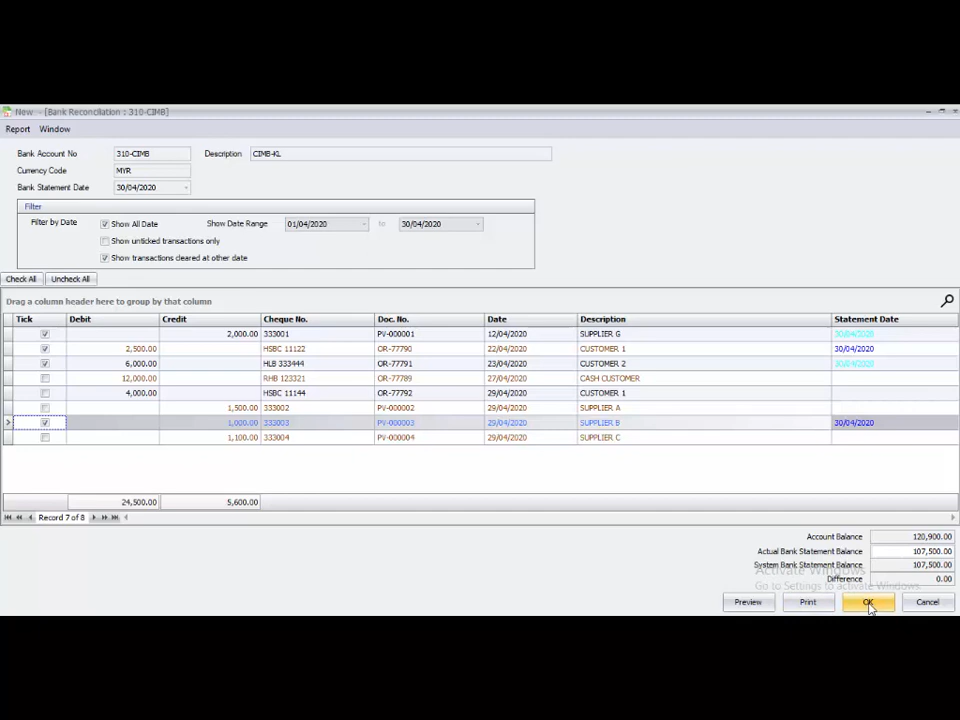 New - [Bank Reconciliation : 310-CIMB]
Report Window
Bank Account No 310-CIMB Description CIMB-KL
Currency Code MYR
Bank Statement Date 30/04/2020
Filter
Filter by Date Show All Date Show Date Range 01/04/2020 to 30/04/2020
Show unticked transactions only
Show transactions cleared at other date
Check All Uncheck All
Drag a column header here to group by that column
Tick Debit Credit Cheque No. Doc. No. Date Description Statement Date
2,000.00 333001 PV-000001 12/04/2020 SUPPLIER G 30/04/2020
2,500.00 HSBC 11122 OR-77790 22/04/2020 CUSTOMER 1 30/04/2020
6,000.00 HLB 333444 OR-77791 23/04/2020 CUSTOMER 2 30/04/2020
12,000.00 RHB 123321 OR-77789 27/04/2020 CASH CUSTOMER
4,000.00 HSBC 11144 OR-77792 29/04/2020 CUSTOMER 1
1,500.00 333002 PV-000002 29/04/2020 SUPPLIER A
1,000.00 333003 PV-000003 29/04/2020 SUPPLIER B 30/04/2020
1,100.00 333004 PV-000004 29/04/2020 SUPPLIER C
24,500.00 5,600.00
Record 7 of 8
Account Balance 120,900.00
Actual Bank Statement Balance 107,500.00
System Bank Statement Balance 107,500.00
Activate Windows
Difference 0.00
Go to Settings to activate Windows.
Preview Print OK Cancel